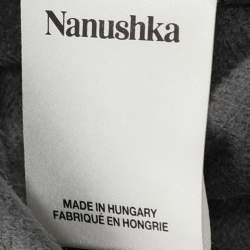 Nanushka
MADE IN HUNGARY
FABRIQUÉ EN HONGRIE